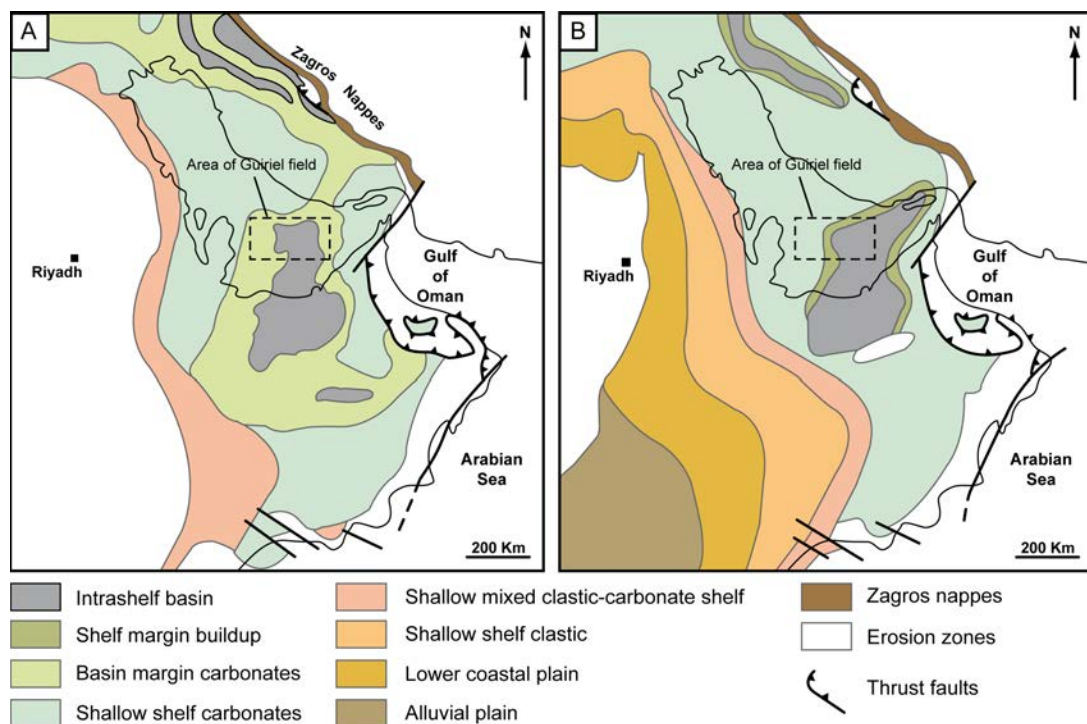 A
N
Zagros
Nappes
Area of Guiriel field
Riyadh
Gulf
of
Oman
Arabian
Sea
200 Km
B
N
Area of Guiriel field
Riyadh
Gulf
of
Oman
Arabian
Sea
200 Km
Intrashelf basin
Shelf margin buildup
Basin margin carbonates
Shallow shelf carbonates
Shallow mixed clastic-carbonate shelf
Shallow shelf clastic
Lower coastal plain
Alluvial plain
Zagros nappes
Erosion zones
Thrust faults